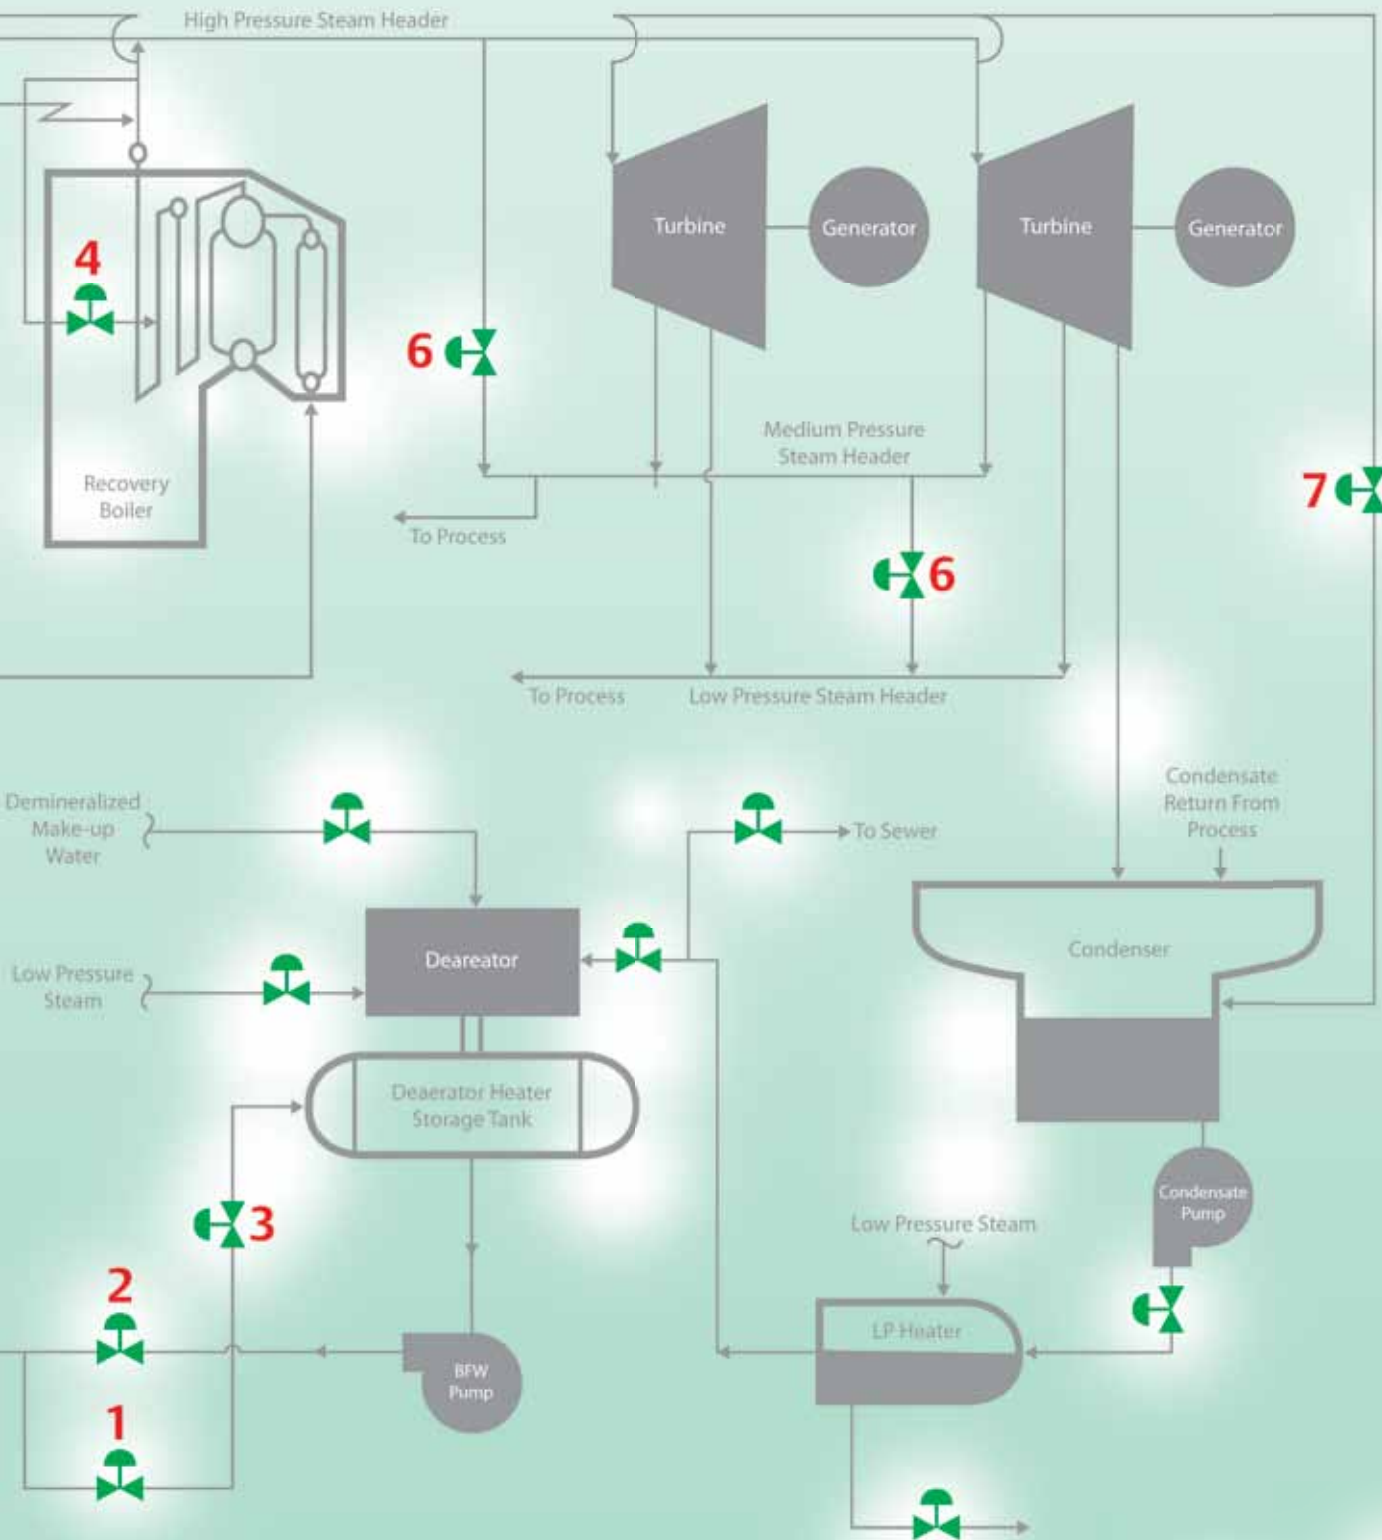 High Pressure Steam Header
Turbine
Generator
Turbine
Generator
4
6
Medium Pressure
Steam Header
Recovery
Boiler
7
To Process
6
To Process
Low Pressure Steam Header
Demineralized
Make-up
Water
To Sewer
Condensate
Return From
Process
Deareator
Condenser
Low Pressure
Steam
Deaerator Heater
Storage Tank
Condensate
Pump
3
Low Pressure Steam
2
LP Heater
BFW
Pump
1